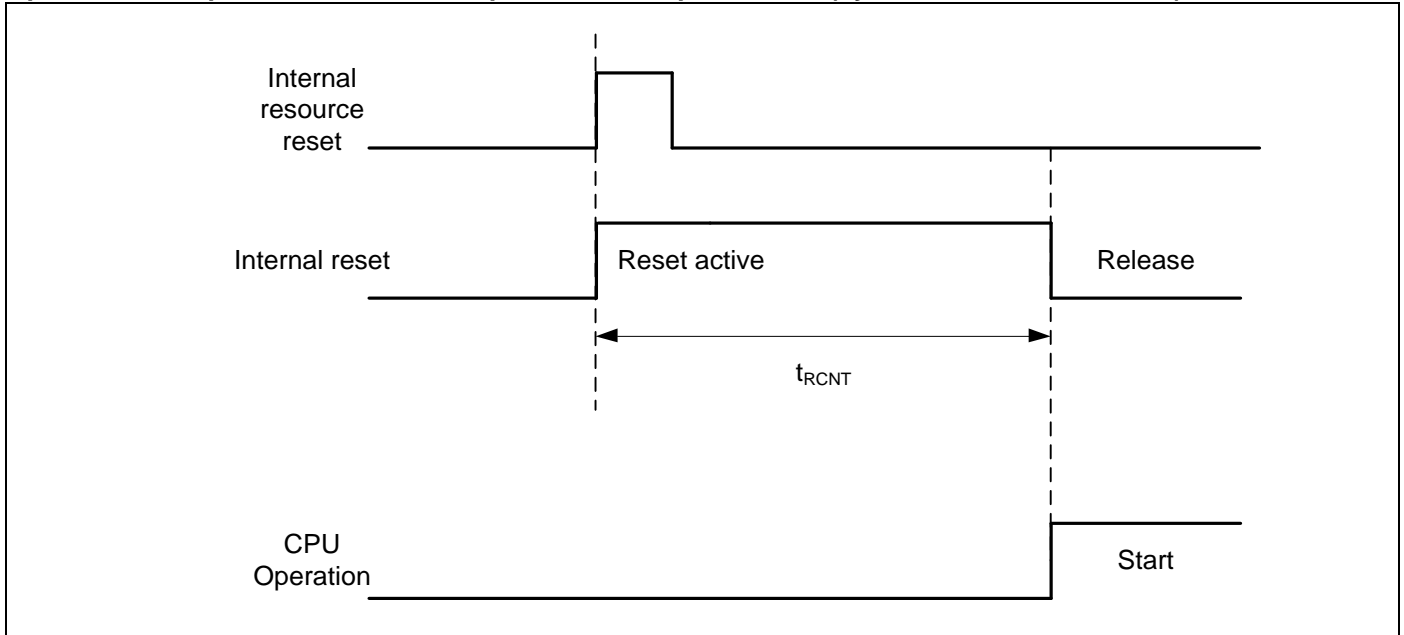 Internal
resource
reset
Internal reset
Reset active
Release
tRCNT
CPU
Operation
Start